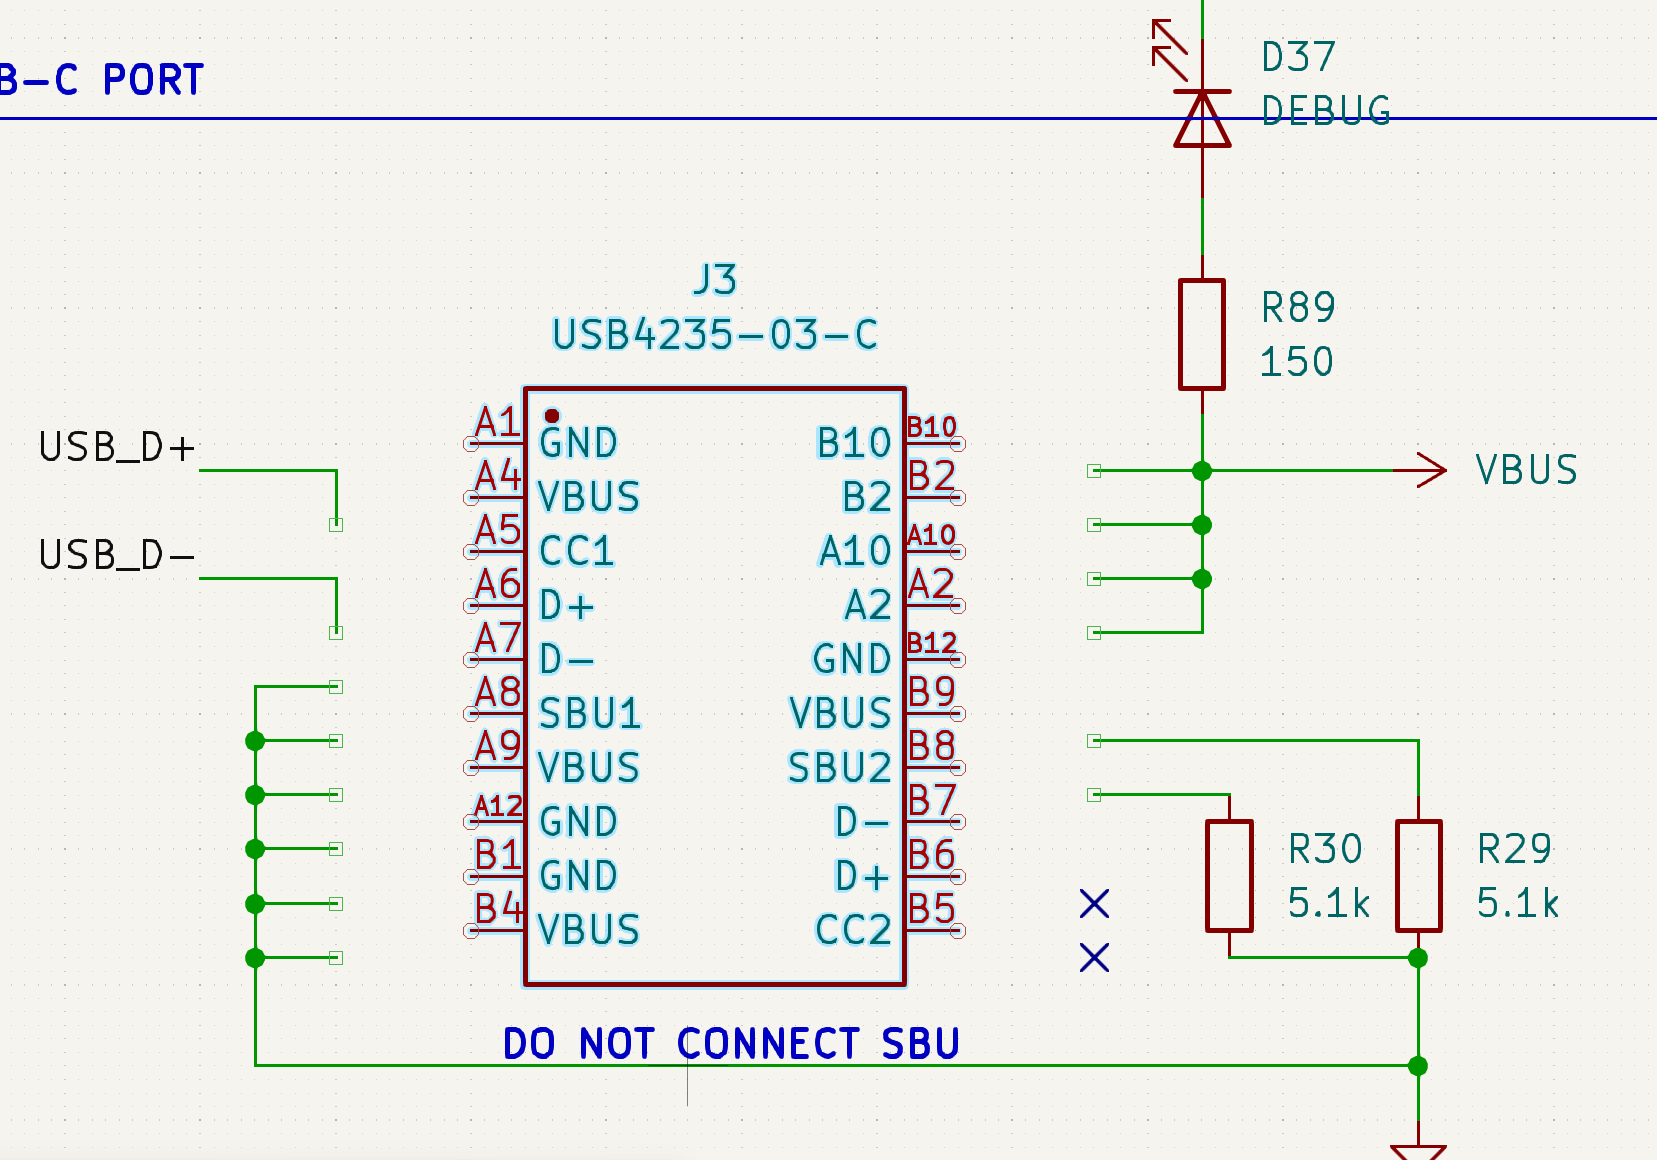 B-C PORT
D37
DEBUG
J3
USB4235-03-C
R89
150
USB_D+
USB_D-
VBUS
A1 GND B10 B10
A4 VBUS B2 B2
A5 CC1 A10 A10
A6 D+ A2 A2
A7 D- GND B12
A8 SBU1 VBUS B9
A9 VBUS SBU2 B8
A12 GND D- B7
B1 GND D+ B6
B4 VBUS CC2 B5
R30
5.1k
R29
5.1k
DO NOT CONNECT SBU